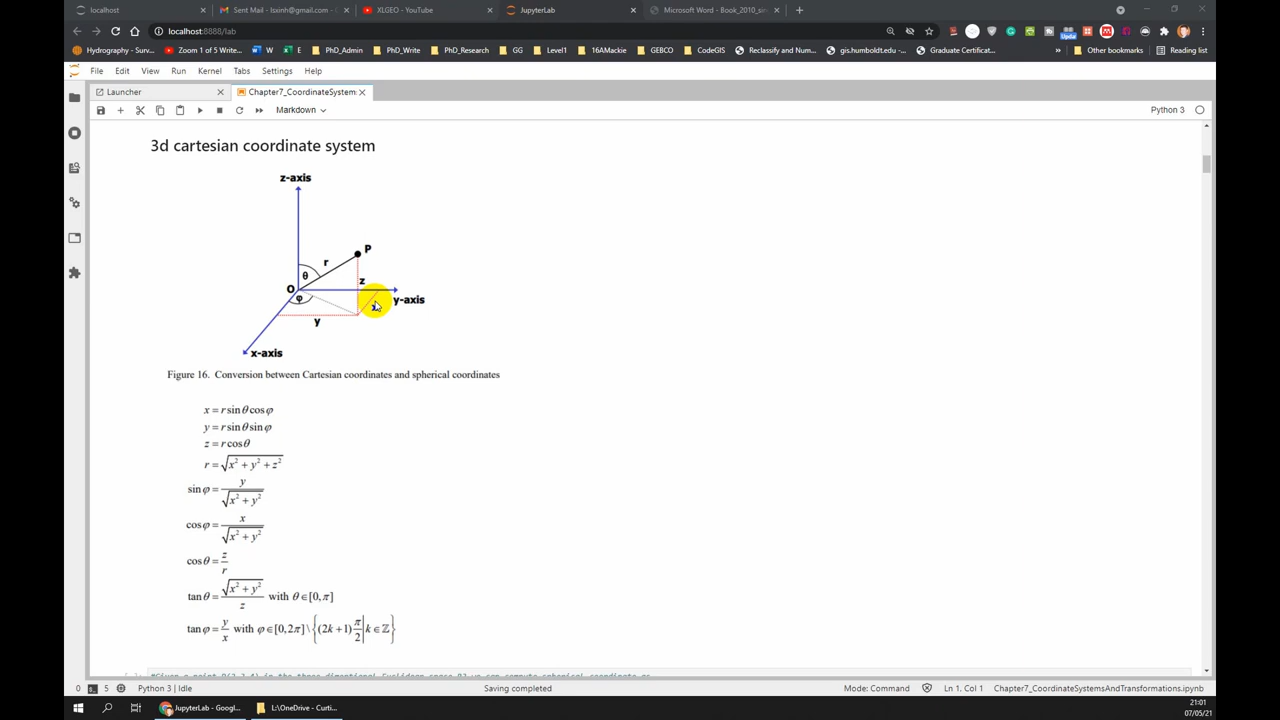 localhost
Sent Mail - lsxinh@gmail.com -
XLGEO - YouTube
JupyterLab
Microsoft Word - Book_2010_sin
localhost:8888/lab
Hydrography - Surv...
Zoom 1 of 5 Write...
W
E
PhD_Admin
PhD_Write
PhD_Research
GG
Level1
16AMackie
GEBCO
CodeGIS
Reclassify and Num...
gis.humboldt.edu/...
Graduate Certificat...
»
Other bookmarks
Reading list
File Edit View Run Kernel Tabs Settings Help
Launcher
Chapter7_CoordinateSystem
Markdown
Python 3
3d cartesian coordinate system
z-axis
P
r
θ
z
O
y-axis
φ
y
x-axis
Figure 16. Conversion between Cartesian coordinates and spherical coordinates
x = r sin θ cos φ
y = r sin θ sin φ
z = r cos θ
r = √(x² + y² + z²)
sin φ = y / √(x² + y²)
cos φ = x / √(x² + y²)
cos θ = z / r
tan θ = √(x² + y²) / z with θ ∈ [0, π]
tan φ = y / x with φ ∈ [0, 2π] \ {(2k + 1) π/2 | k ∈ ℤ}
0
5
Python 3 | Idle
Saving completed
Mode: Command
Ln 1, Col 1
Chapter7_CoordinateSystemsAndTransformations.ipynb
JupyterLab - Googl...
L:\OneDrive - Curti...
21:01
07/05/21